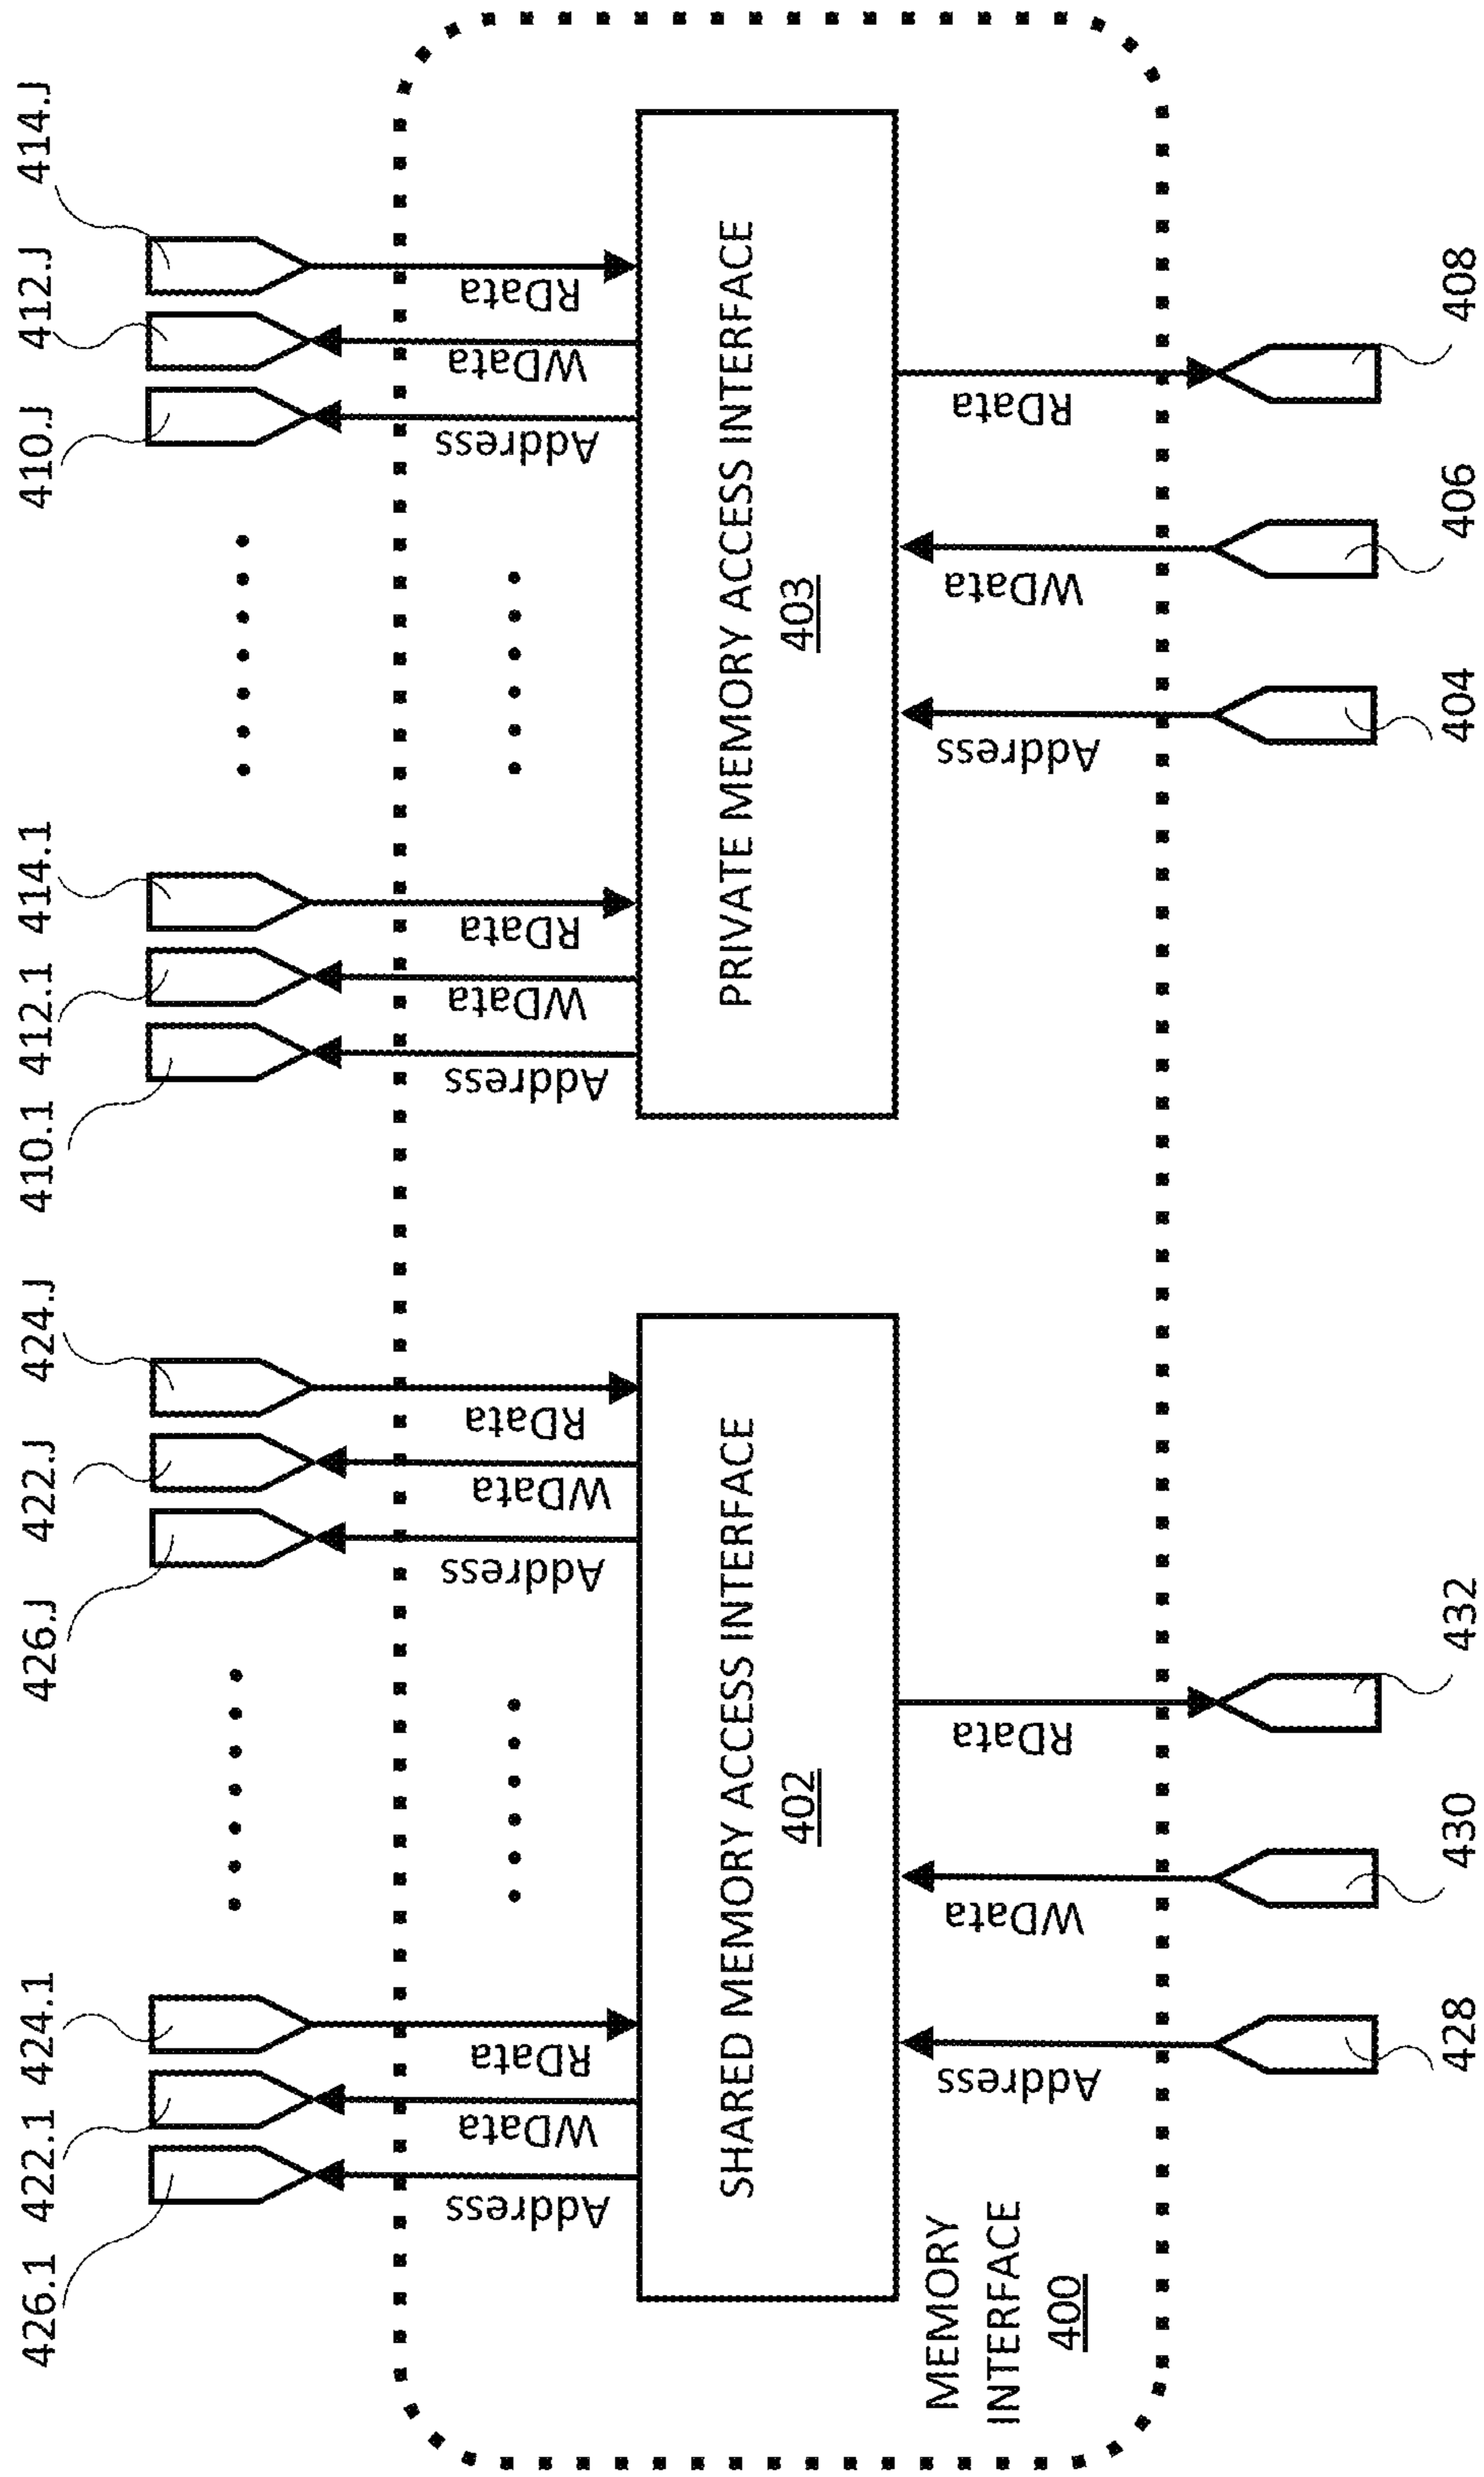 426.1 422.1 424.1 426.J 422.J 424.J 410.1 412.1 414.1 410.J 412.J 414.J
Address WData RData Address WData RData Address WData RData Address WData RData
SHARED MEMORY ACCESS INTERFACE
402
PRIVATE MEMORY ACCESS INTERFACE
403
MEMORY
INTERFACE
400
Address WData RData Address WData RData
428 430 432 404 406 408